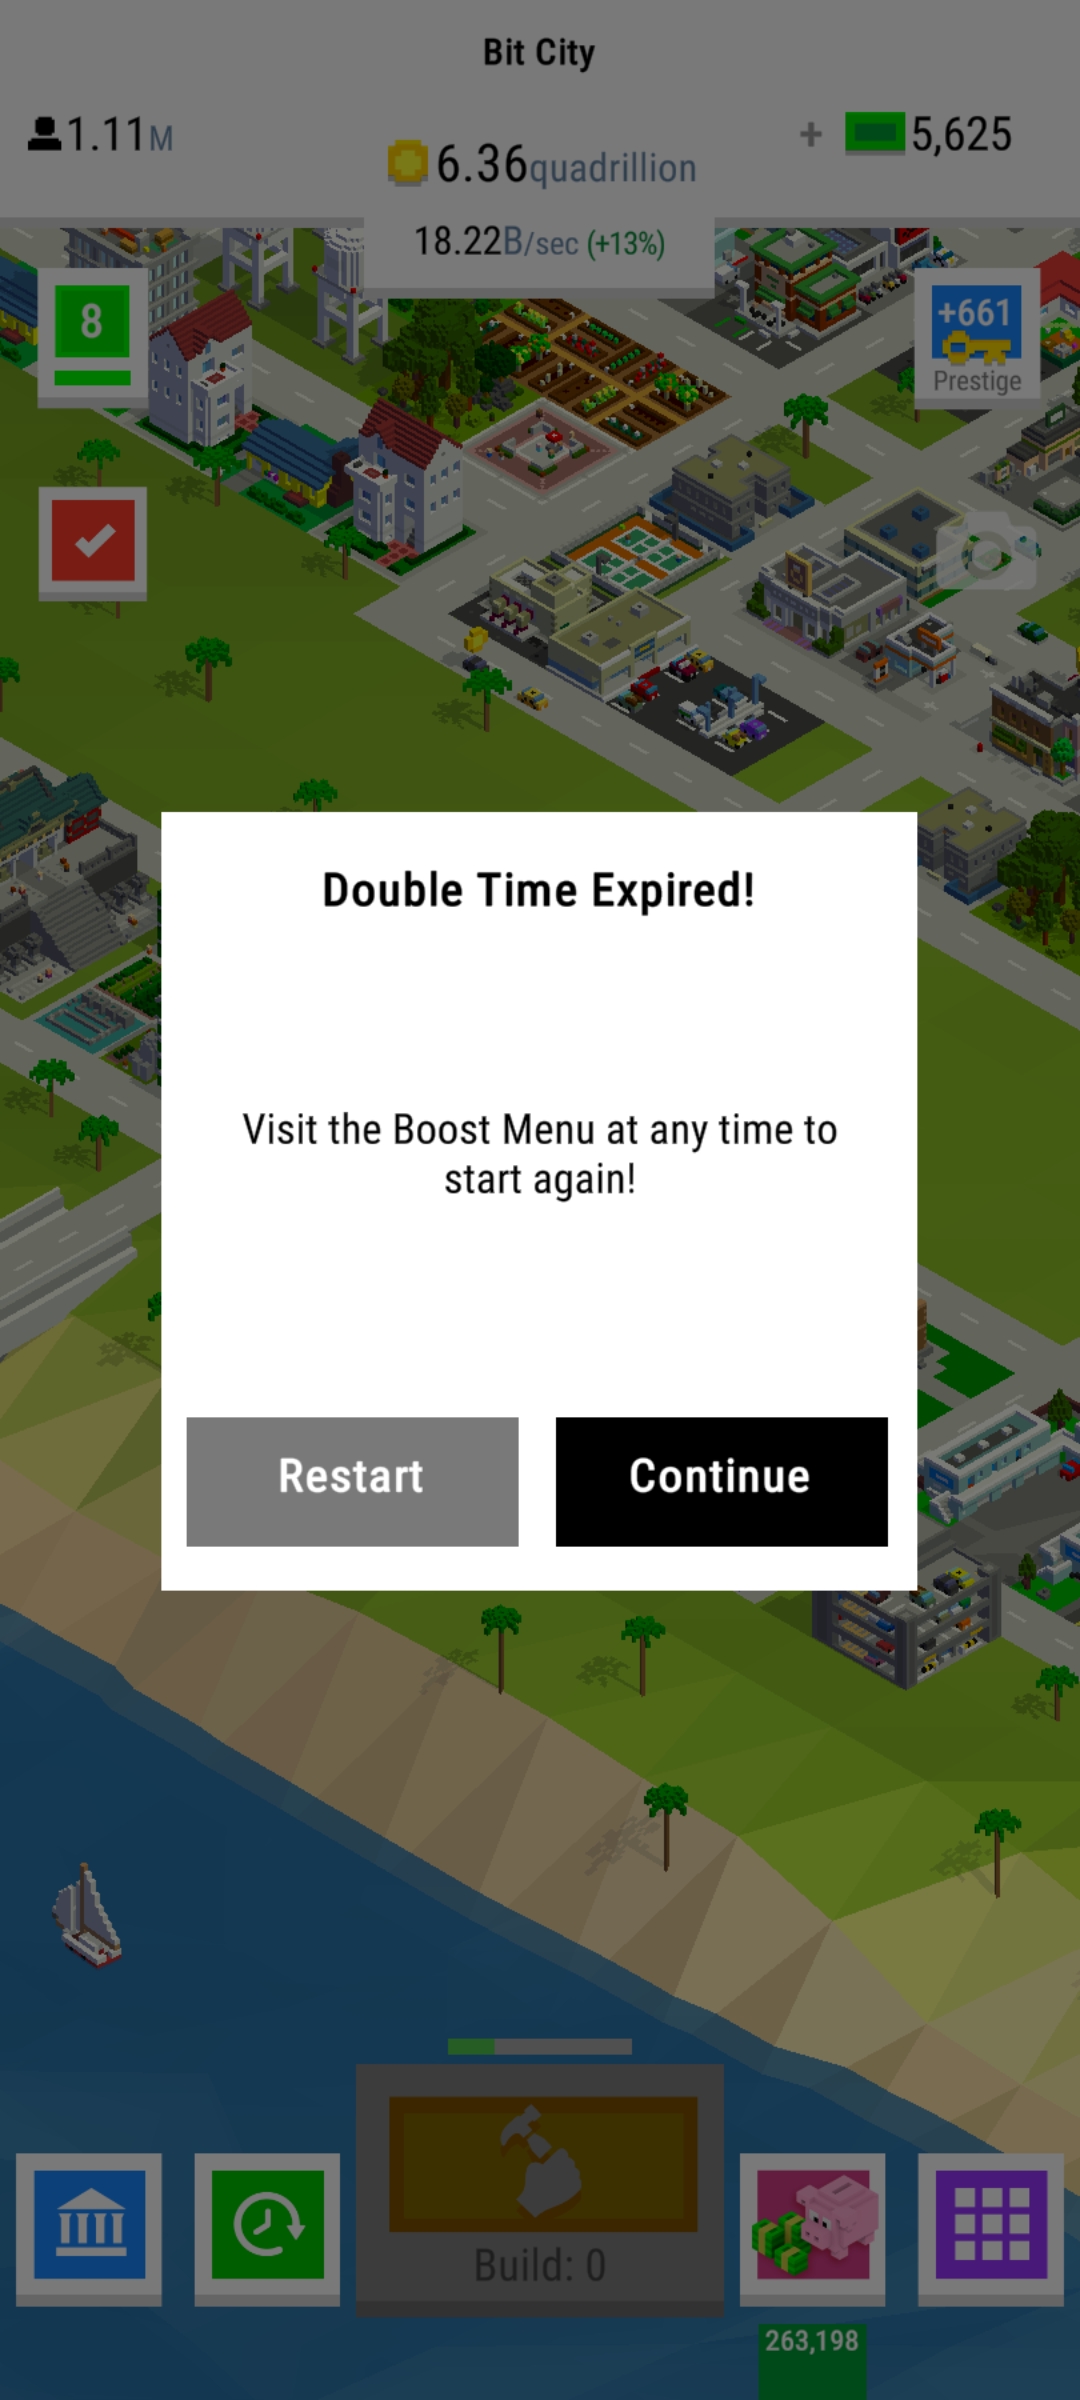 Bit City
1.11M
6.36quadrillion
+ 5,625
18.22B/sec (+13%)
8
+661
Prestige
Double Time Expired!
Visit the Boost Menu at any time to
start again!
Restart
Continue
Build: 0
263,198